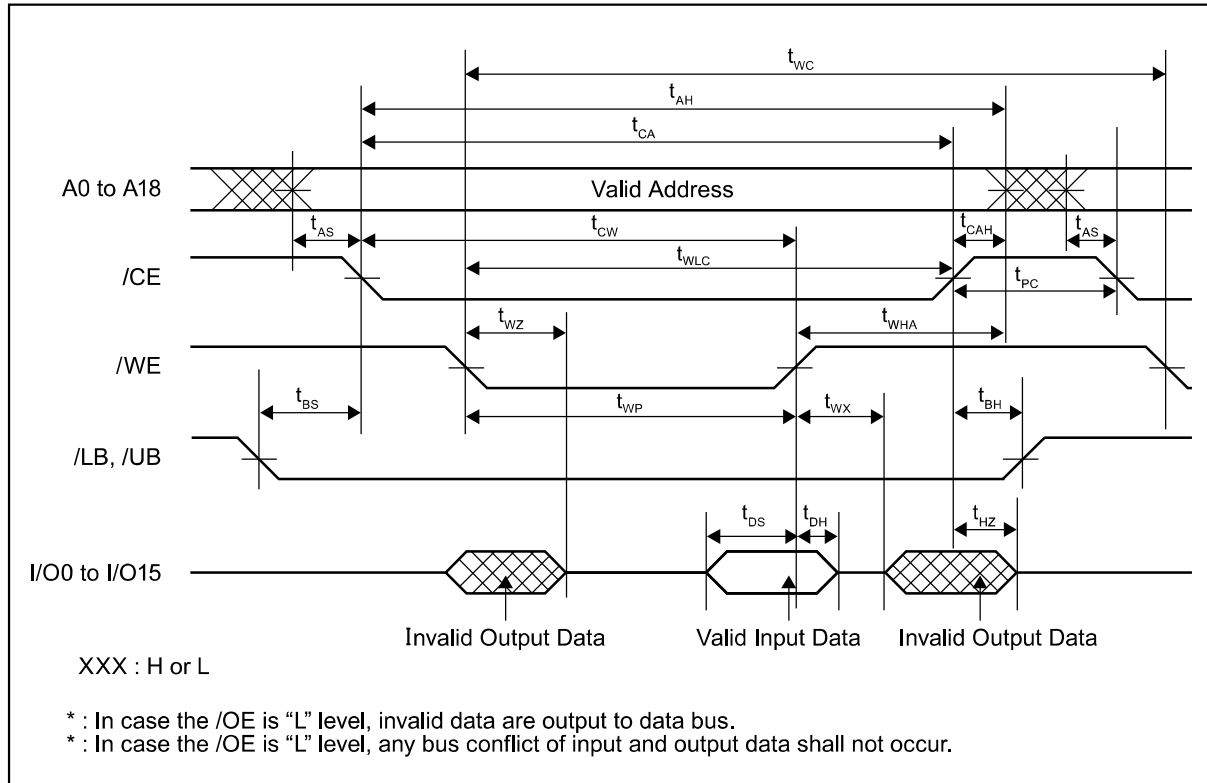 tWC
tAH
tCA
A0 to A18
Valid Address
tAS
tCW
tCAH
tAS
/CE
tWLC
tPC
tWZ
tWHA
/WE
tBS
tWP
tWX
tBH
/LB, /UB
tDS
tDH
tHZ
I/O0 to I/O15
Invalid Output Data
Valid Input Data
Invalid Output Data
XXX : H or L
* : In case the /OE is “L” level, invalid data are output to data bus.
* : In case the /OE is “L” level, any bus conflict of input and output data shall not occur.